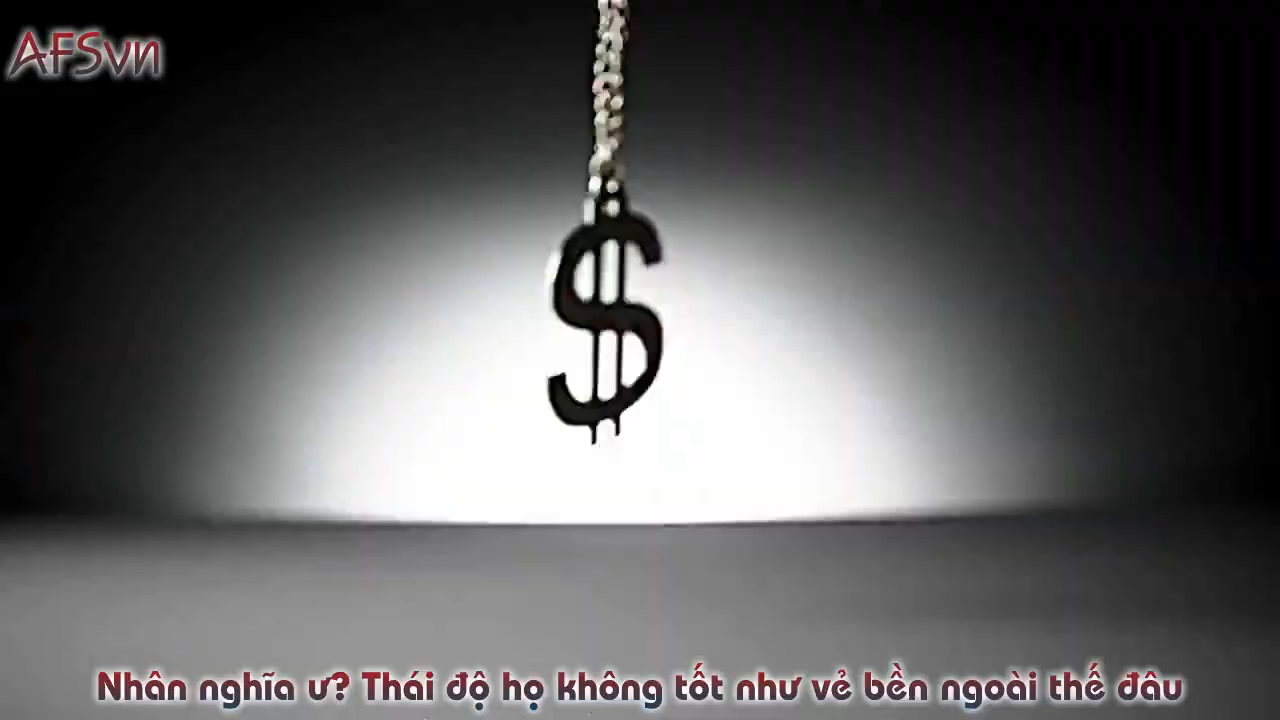 AFSvn
$
Nhân nghĩa ư? Thái độ họ không tốt như vẻ bền ngoài thế đâu